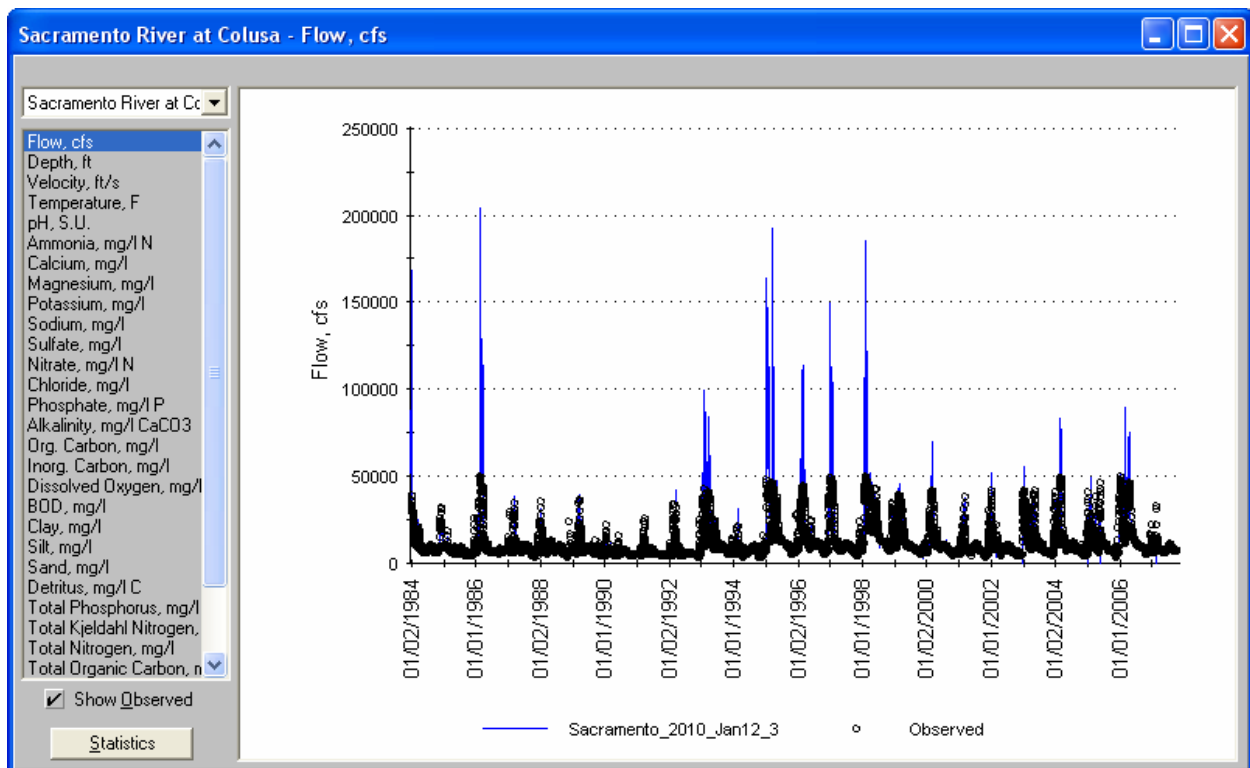 Sacramento River at Colusa - Flow, cfs
Sacramento River at Co
Flow, cfs
Depth, ft
Velocity, ft/s
Temperature, F
pH, S.U.
Ammonia, mg/l N
Calcium, mg/l
Magnesium, mg/l
Potassium, mg/l
Sodium, mg/l
Sulfate, mg/l
Nitrate, mg/l N
Chloride, mg/l
Phosphate, mg/l P
Alkalinity, mg/l CaCO3
Org. Carbon, mg/l
Inorg. Carbon, mg/l
Dissolved Oxygen, mg/l
BOD, mg/l
Clay, mg/l
Silt, mg/l
Sand, mg/l
Detritus, mg/l C
Total Phosphorus, mg/l
Total Kjeldahl Nitrogen,
Total Nitrogen, mg/l
Total Organic Carbon, m
Show Observed
Statistics
Flow, cfs
250000
200000
150000
100000
50000
0
01/02/1984
01/01/1986
01/02/1988
01/01/1990
01/02/1992
01/01/1994
01/02/1996
01/01/1998
01/02/2000
01/01/2002
01/02/2004
01/01/2006
Sacramento_2010_Jan12_3
Observed